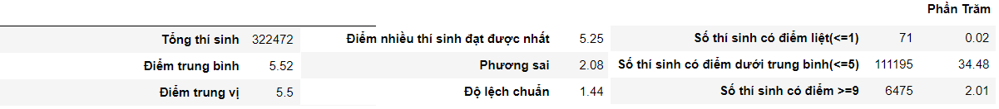 Phần Trăm
Tổng thí sinh 322472 Điểm nhiều thí sinh đạt được nhất 5.25 Số thí sinh có điểm liệt(<=1) 71 0.02
Điểm trung bình 5.52 Phương sai 2.08 Số thí sinh có điểm dưới trung bình(<=5) 111195 34.48
Điểm trung vị 5.5 Độ lệch chuẩn 1.44 Số thí sinh có điểm >=9 6475 2.01